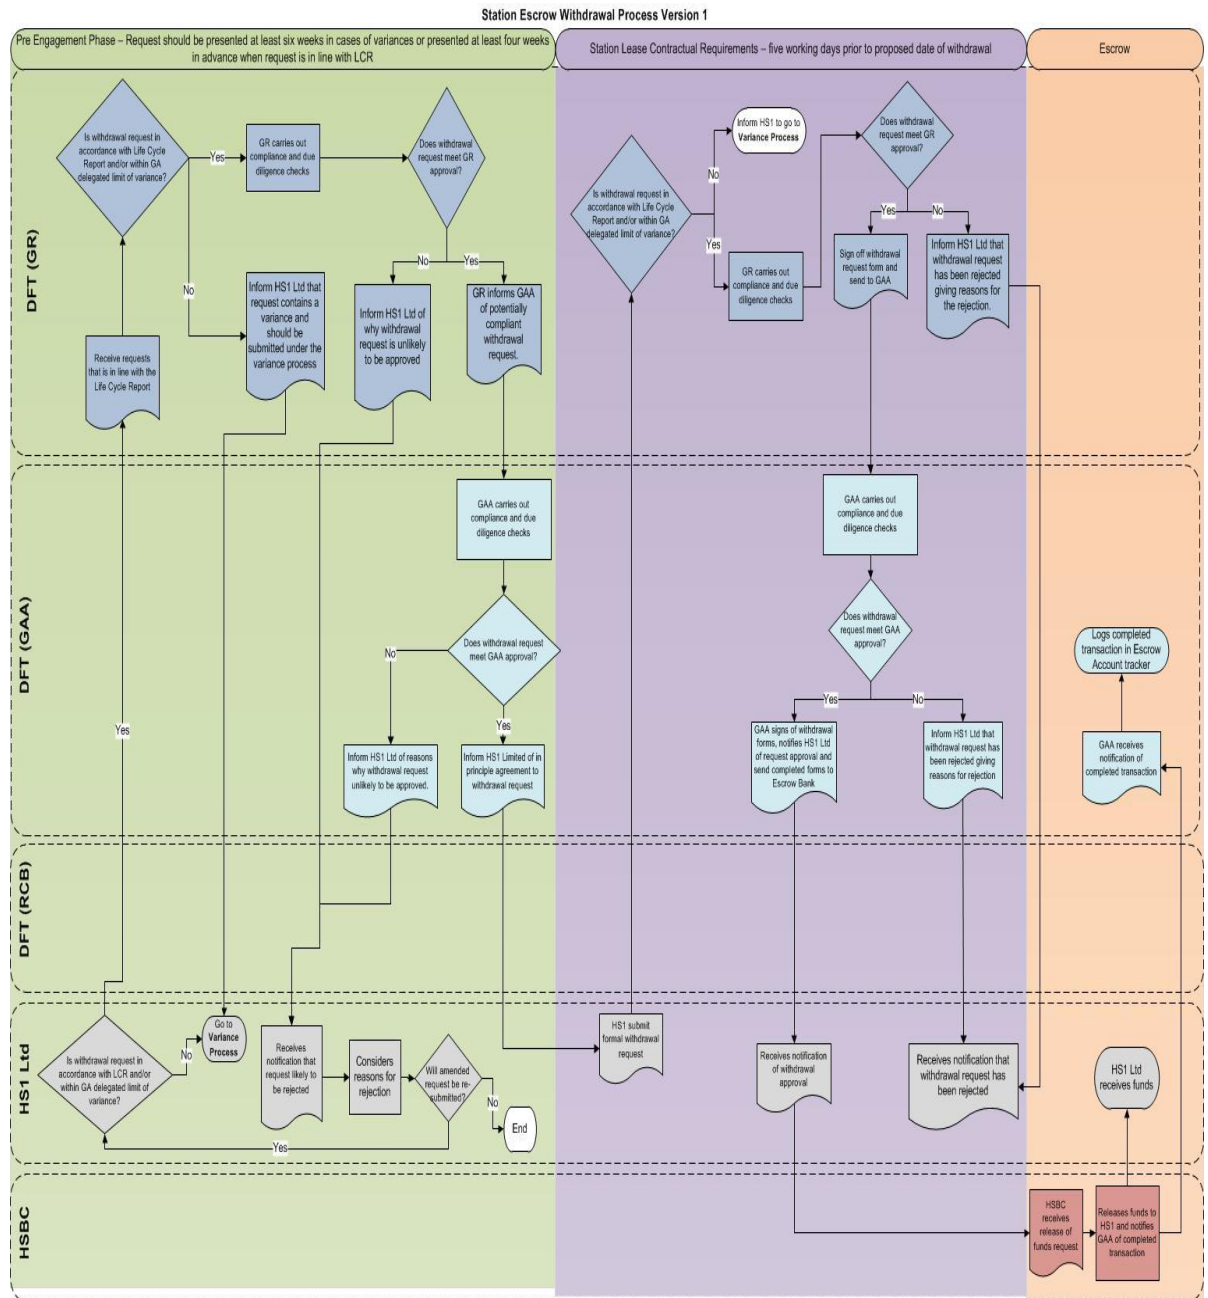 Station Escrow Withdrawal Process Version 1
Pre Engagement Phase – Request should be presented at least six weeks in cases of variances or presented at least four weeks
in advance when request is in line with LCR
Station Lease Contractual Requirements – five working days prior to proposed date of withdrawal
Escrow
DFT (GR)
Is withdrawal request in
accordance with Life Cycle
Report and/or within GA
delegated limit of variance?
Yes
No
GR carries out
compliance and due
diligence checks
Does withdrawal
request meet GR
approval?
No
Yes
Receive requests
that is in line with the
Life Cycle Report
Inform HS1 Ltd that
request contains a
variance and
should be
submitted under the
variance process
Inform HS1 Ltd of
why withdrawal
request is unlikely
to be approved
GR informs GAA
of potentially
compliant
withdrawal
request.
Is withdrawal request in
accordance with Life Cycle
Report and/or within GA
delegated limit of variance?
No
Yes
Inform HS1 to go to
Variance Process
GR carries out
compliance and due
diligence checks
Does withdrawal
request meet GR
approval?
Yes
No
Sign off withdrawal
request form and
send to GAA
Inform HS1 Ltd that
withdrawal request
has been rejected
giving reasons for
the rejection.
DFT (GAA)
GAA carries out
compliance and due
diligence checks
Does withdrawal request
meet GAA approval?
No
Yes
Yes
Inform HS1 Ltd of reasons
why withdrawal request
unlikely to be approved.
Inform HS1 Limited of in
principle agreement to
withdrawal request
GAA carries out
compliance and due
diligence checks
Does withdrawal
request meet GAA
approval?
Yes
No
GAA signs of withdrawal
forms, notifies HS1 Ltd
of request approval and
send completed forms to
Escrow Bank
Inform HS1 Ltd that
withdrawal request has
been rejected giving
reasons for rejection
Logs completed
transaction in Escrow
Account tracker
GAA receives
notification of
completed transaction
DFT (RCB)
HS1 Ltd
Is withdrawal request in
accordance with LCR and/or
within GA delegated limit of
variance?
No
Go to
Variance
Process
Receives
notification that
request likely to
be rejected
Considers
reasons for
rejection
Will amended
request be re-
submitted?
No
End
Yes
HS1 submit
formal withdrawal
request
Receives notification
of withdrawal
approval
Receives notification that
withdrawal request has
been rejected
HS1 Ltd
receives funds
HSBC
HSBC
receives
release of
funds request
Releases funds to
HS1 and notifies
GAA of completed
transaction